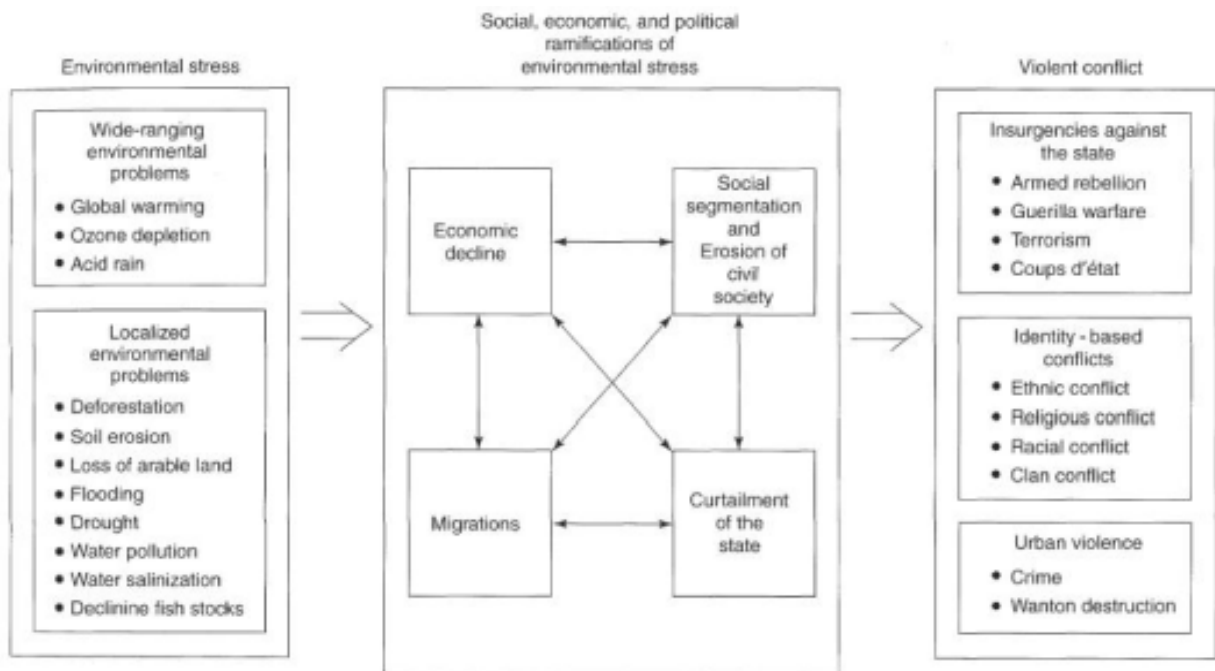 Environmental stress
Wide-ranging
environmental
problems
• Global warming
• Ozone depletion
• Acid rain
Localized
environmental
problems
• Deforestation
• Soil erosion
• Loss of arable land
• Flooding
• Drought
• Water pollution
• Water salinization
• Declinine fish stocks
Social, economic, and political
ramifications of
environmental stress
Economic
decline
Social
segmentation
and
Erosion of
civil
society
Migrations
Curtailment
of the
state
Violent conflict
Insurgencies against
the state
• Armed rebellion
• Guerilla warfare
• Terrorism
• Coups d'état
Identity - based
conflicts
• Ethnic conflict
• Religious conflict
• Racial conflict
• Clan conflict
Urban violence
• Crime
• Wanton destruction